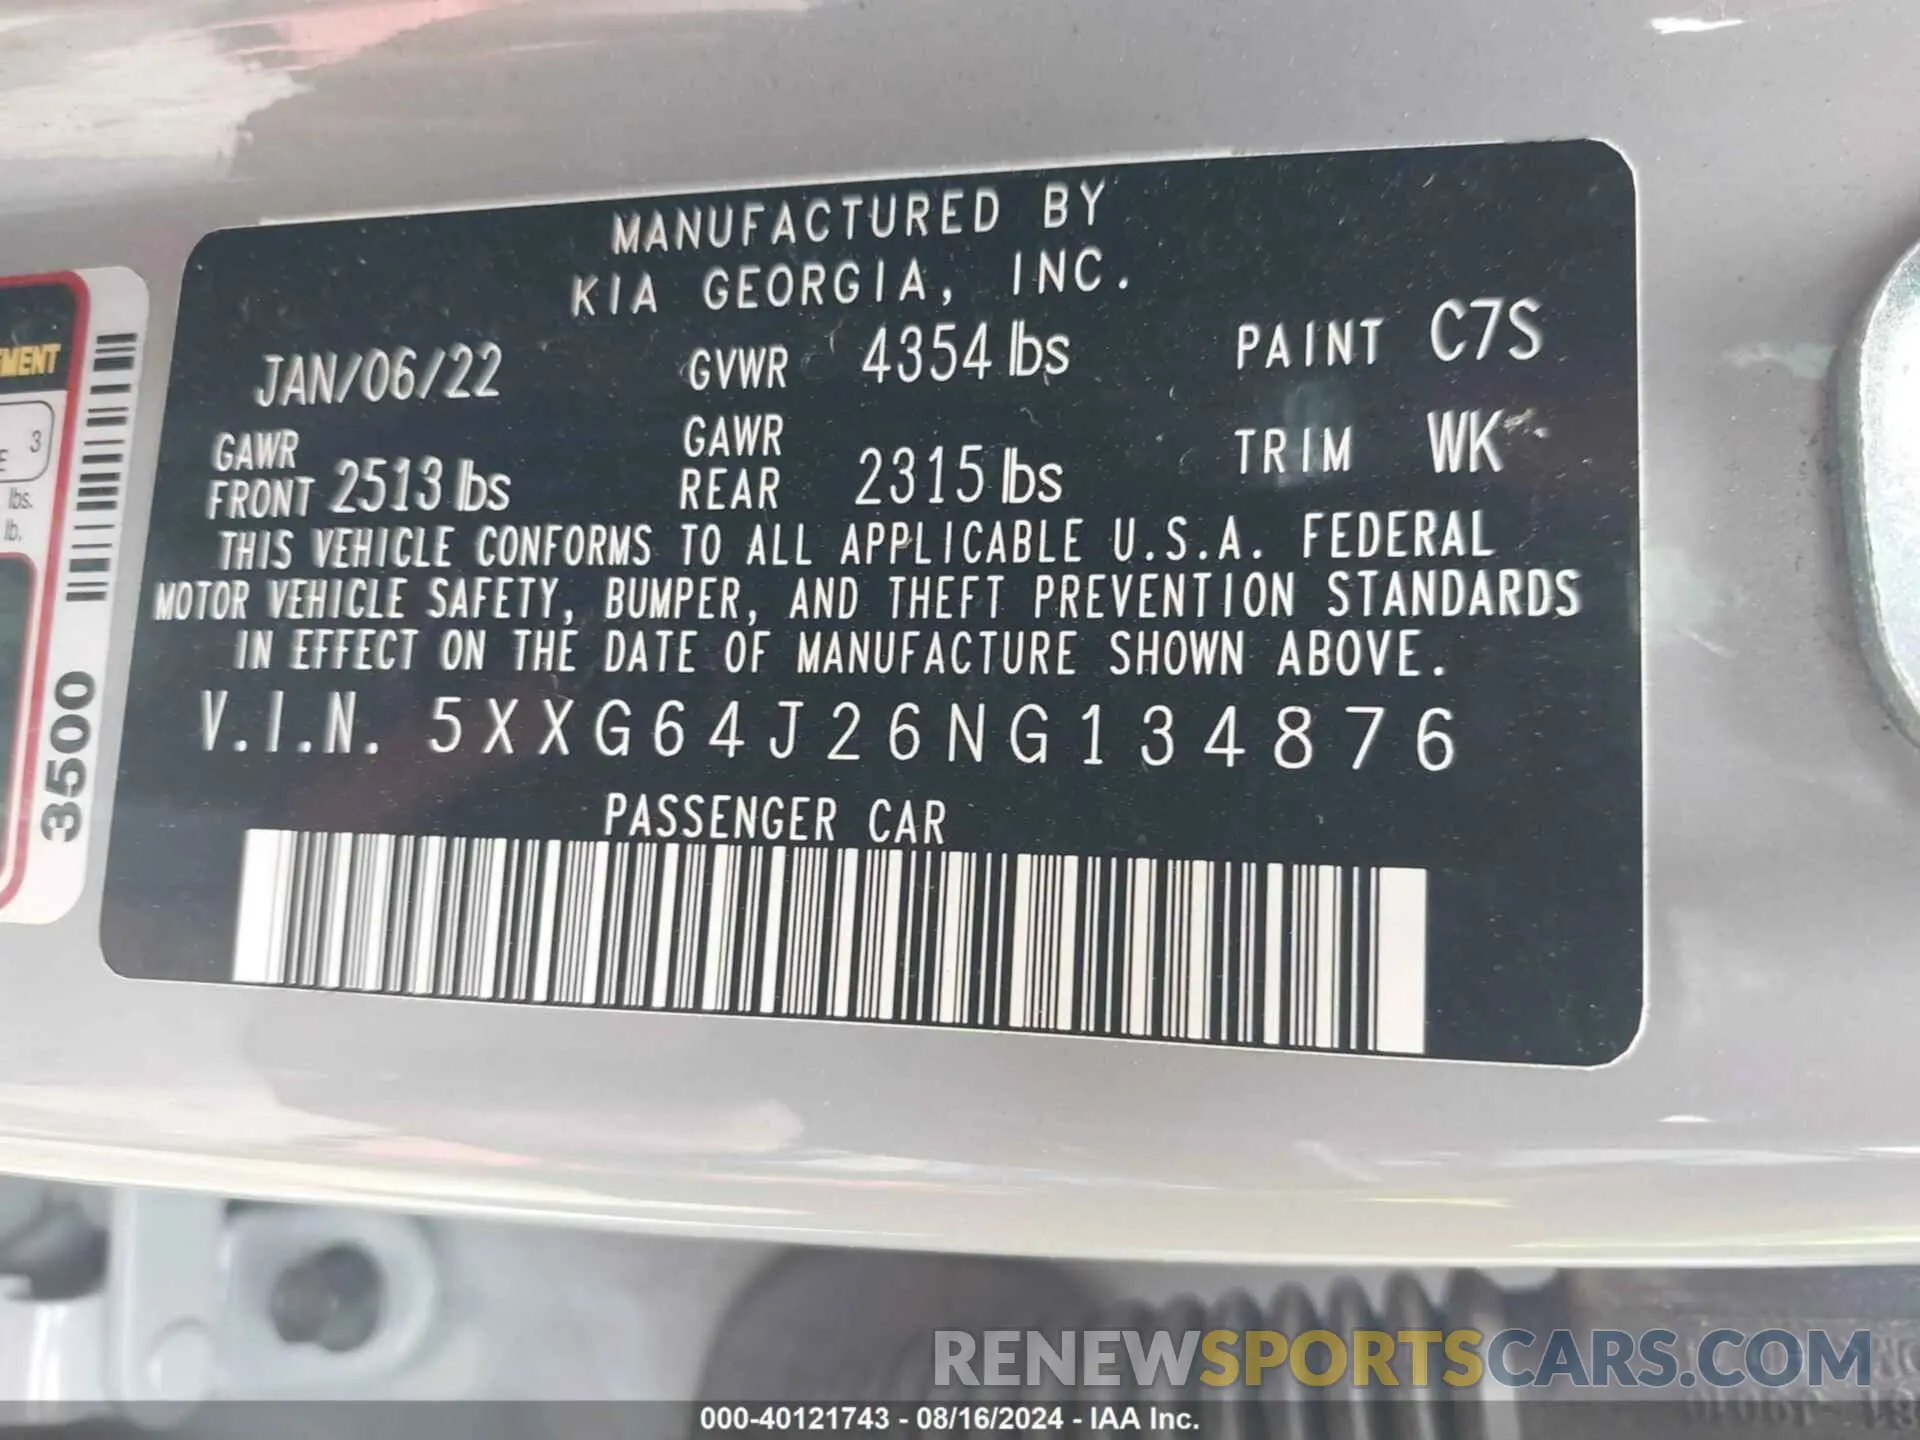 MANUFACTURED BY
KIA GEORGIA, INC.
JAN/06/22 GVWR 4354 lbs PAINT C7S
GAWR FRONT 2513 lbs GAWR REAR 2315 lbs TRIM WK
THIS VEHICLE CONFORMS TO ALL APPLICABLE U.S.A. FEDERAL
MOTOR VEHICLE SAFETY, BUMPER, AND THEFT PREVENTION STANDARDS
IN EFFECT ON THE DATE OF MANUFACTURE SHOWN ABOVE.
V.I.N. 5XXG64J26NG134876
PASSENGER CAR
3
lbs.
lb.
3500
RENEWSPORTSCARS.COM
000-40121743 - 08/16/2024 - IAA Inc.